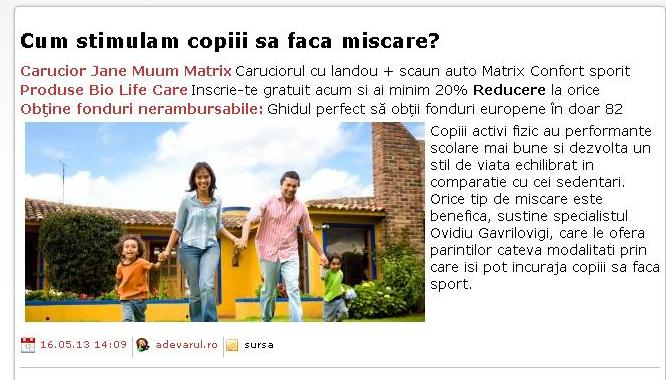 Cum stimulam copiii sa faca miscare?
Carucior Jane Muum Matrix Caruciorul cu landou + scaun auto Matrix Confort sporit
Produse Bio Life Care Inscrie-te gratuit acum si ai minim 20% Reducere la orice
Obţine fonduri nerambursabile: Ghidul perfect să obţii fonduri europene în doar 82
Copiii activi fizic au performante
scolare mai bune si dezvolta un
stil de viata echilibrat in
comparatie cu cei sedentari.
Orice tip de miscare este
benefica, sustine specialistul
Ovidiu Gavrilovigi, care le ofera
parintilor cateva modalitati prin
care isi pot incuraja copiii sa faca
sport.
16.05.13 14:09 adevarul.ro sursa